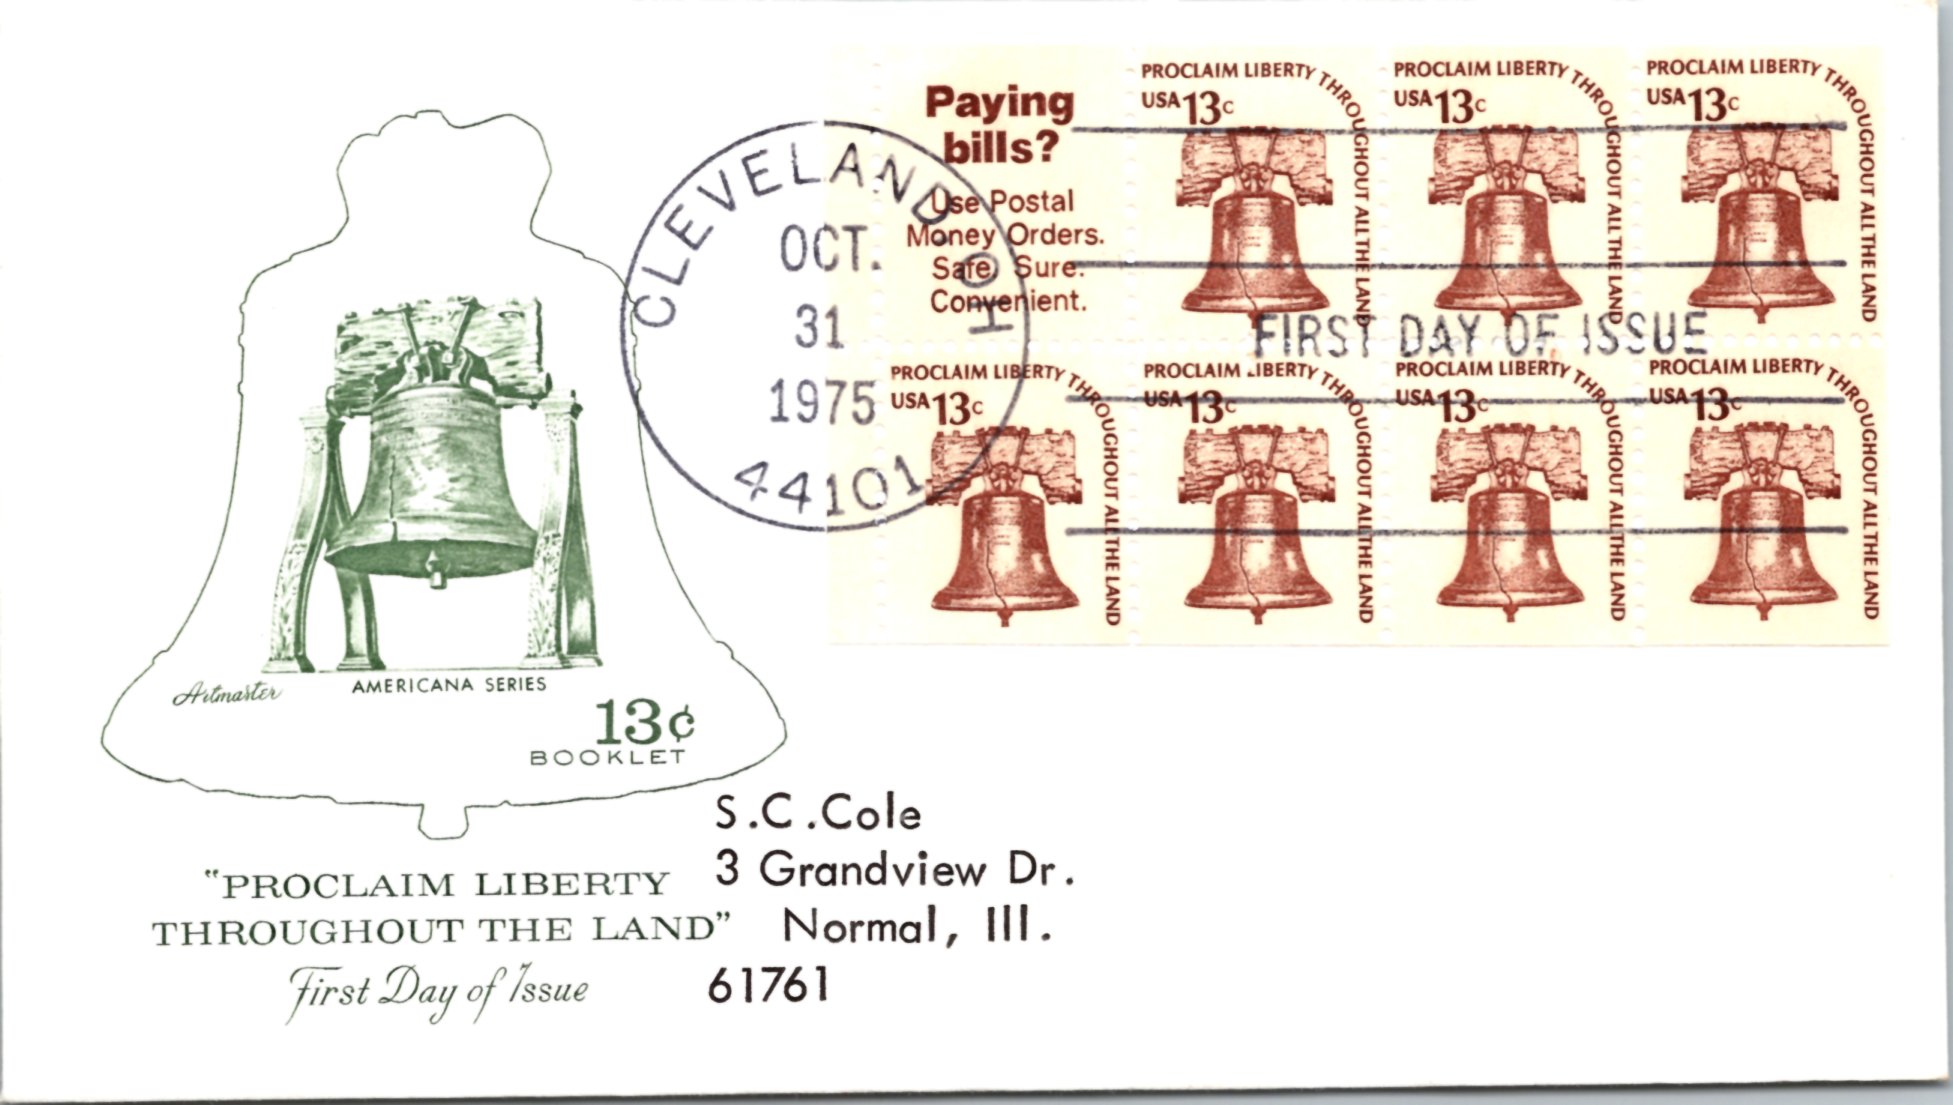 Paying
bills?
Use Postal
Money Orders.
Safe. Sure.
Convenient.
PROCLAIM LIBERTY THROUGHOUT ALL THE LAND
USA 13c
PROCLAIM LIBERTY THROUGHOUT ALL THE LAND
USA 13c
PROCLAIM LIBERTY THROUGHOUT ALL THE LAND
USA 13c
PROCLAIM LIBERTY THROUGHOUT ALL THE LAND
USA 13c
PROCLAIM LIBERTY THROUGHOUT ALL THE LAND
USA 13c
PROCLAIM LIBERTY THROUGHOUT ALL THE LAND
USA 13c
PROCLAIM LIBERTY THROUGHOUT ALL THE LAND
USA 13c
CLEVELAND, OH
OCT.
31
1975
44101
FIRST DAY OF ISSUE
Artmaster
AMERICANA SERIES
13¢
BOOKLET
"PROCLAIM LIBERTY
THROUGHOUT THE LAND"
First Day of Issue
S.C.Cole
3 Grandview Dr.
Normal, Ill.
61761